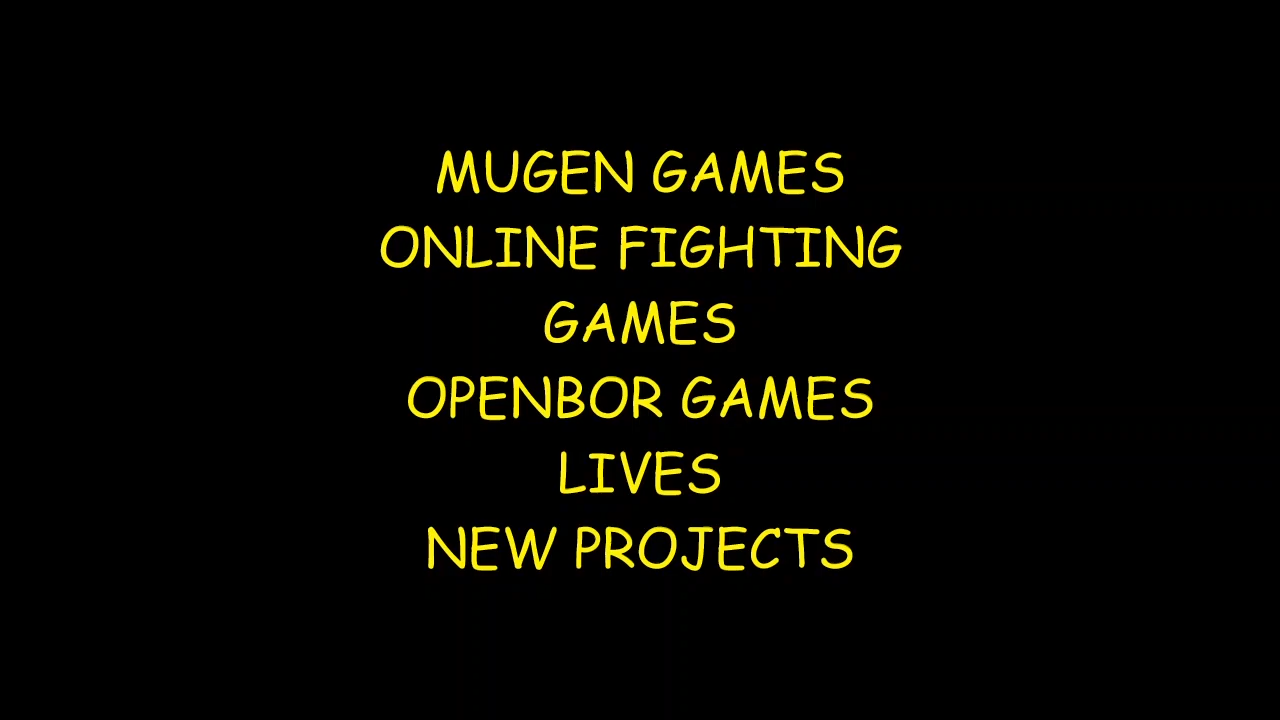 MUGEN GAMES
ONLINE FIGHTING
GAMES
OPENBOR GAMES
LIVES
NEW PROJECTS